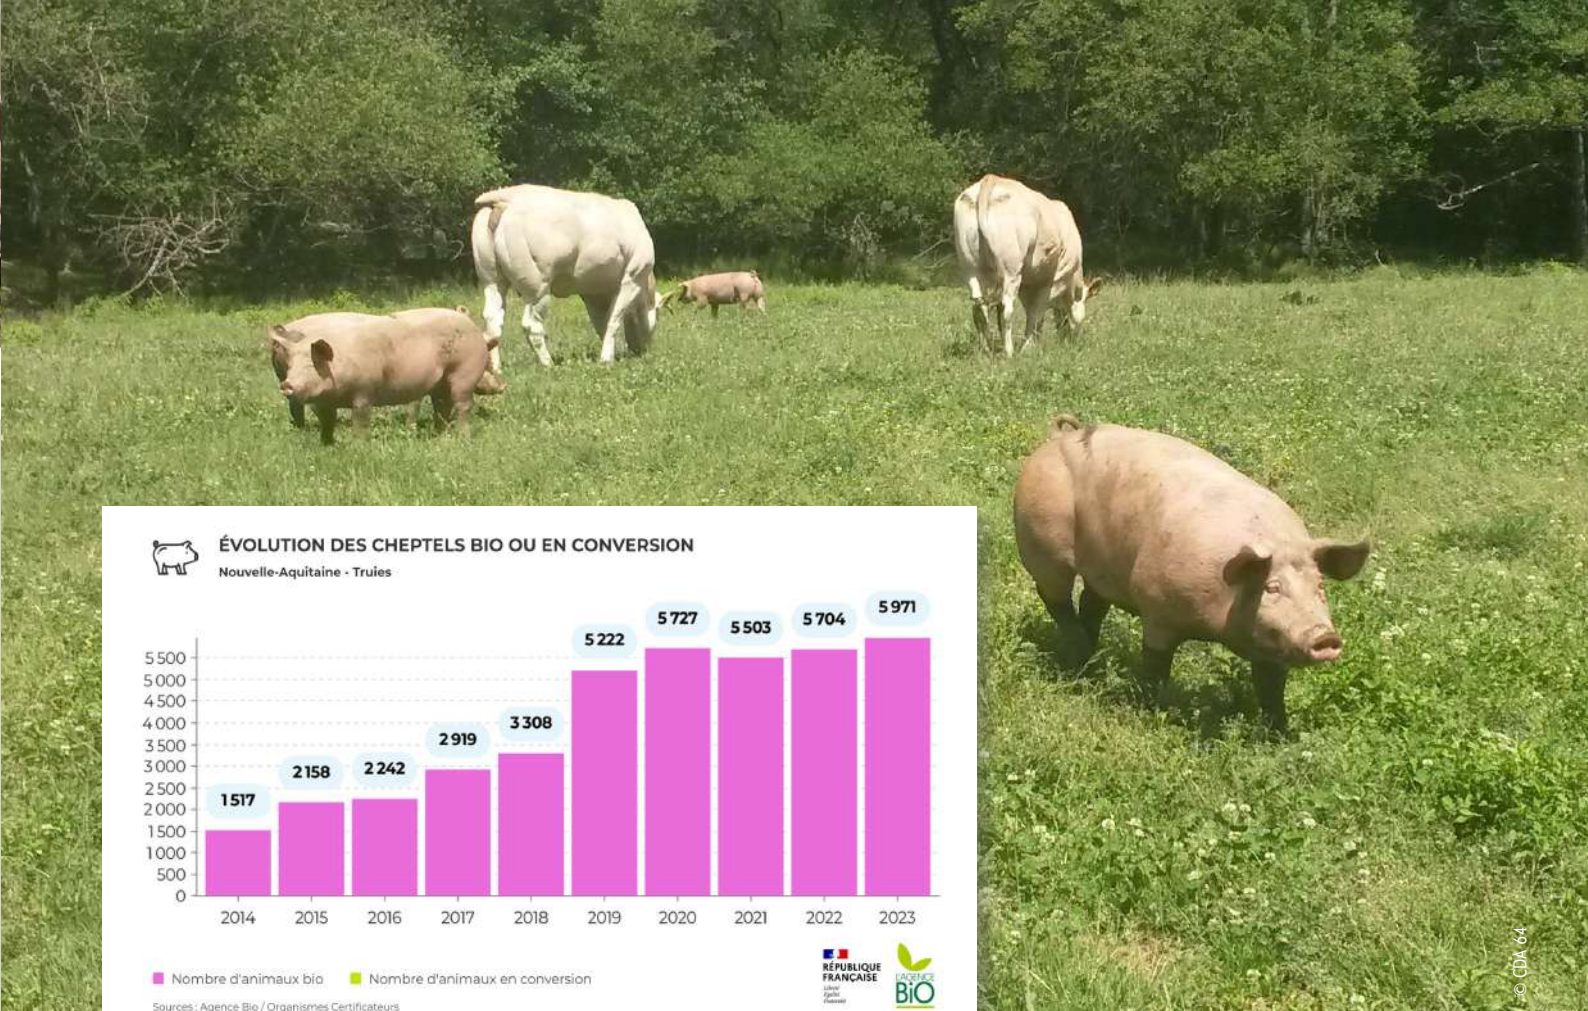 ÉVOLUTION DES CHEPTELS BIO OU EN CONVERSION
Nouvelle-Aquitaine - Truies
5 971
5 727
5 704
5 503
5 222
3 308
2 919
2 242
2 158
1 517
5 500
5 000
4 500
4 000
3 500
3 000
2 500
2 000
1 500
1 000
500
0
2014 2015 2016 2017 2018 2019 2020 2021 2022 2023
Nombre d'animaux bio Nombre d'animaux en conversion
RÉPUBLIQUE
FRANÇAISE
Liberté
Égalité
Fraternité
L'AGENCE
BIO
Sources : Agence Bio / Organismes Certificateurs
© CDA 64